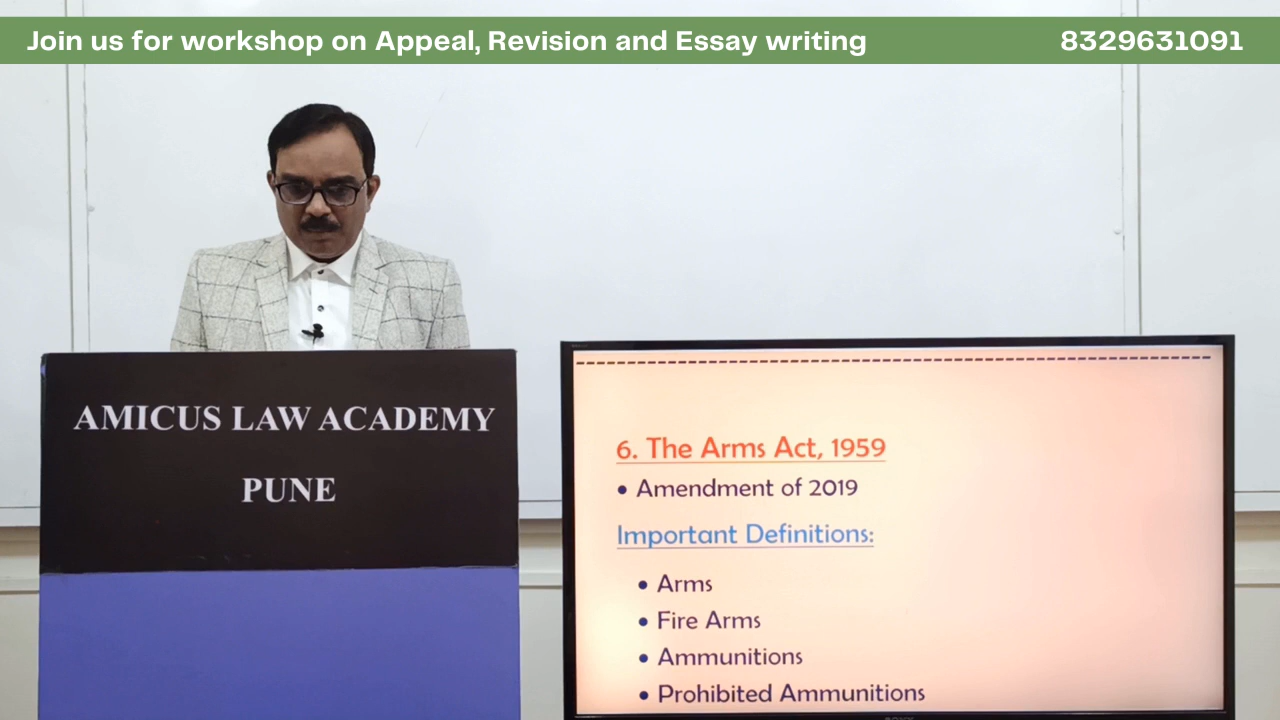 Join us for workshop on Appeal, Revision and Essay writing 8329631091
AMICUS LAW ACADEMY
PUNE
6. The Arms Act, 1959
• Amendment of 2019
Important Definitions:
• Arms
• Fire Arms
• Ammunitions
• Prohibited Ammunitions